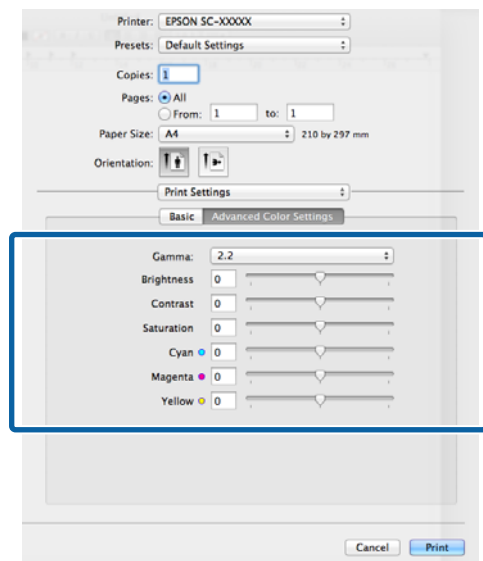 Printer: EPSON SC-XXXXX
Presets: Default Settings
Copies: 1
Pages: All
From: 1 to: 1
Paper Size: A4 210 by 297 mm
Orientation:
Print Settings
Basic Advanced Color Settings
Gamma: 2.2
Brightness 0
Contrast 0
Saturation 0
Cyan 0
Magenta 0
Yellow 0
Cancel Print